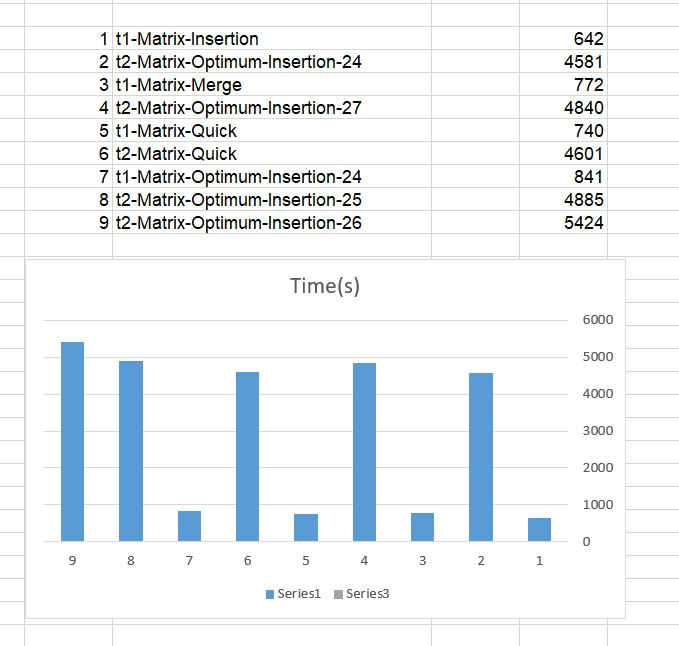 1 t1-Matrix-Insertion 642
2 t2-Matrix-Optimum-Insertion-24 4581
3 t1-Matrix-Merge 772
4 t2-Matrix-Optimum-Insertion-27 4840
5 t1-Matrix-Quick 740
6 t2-Matrix-Quick 4601
7 t1-Matrix-Optimum-Insertion-24 841
8 t2-Matrix-Optimum-Insertion-25 4885
9 t2-Matrix-Optimum-Insertion-26 5424
Time(s)
6000
5000
4000
3000
2000
1000
0
9 8 7 6 5 4 3 2 1
Series1 Series3